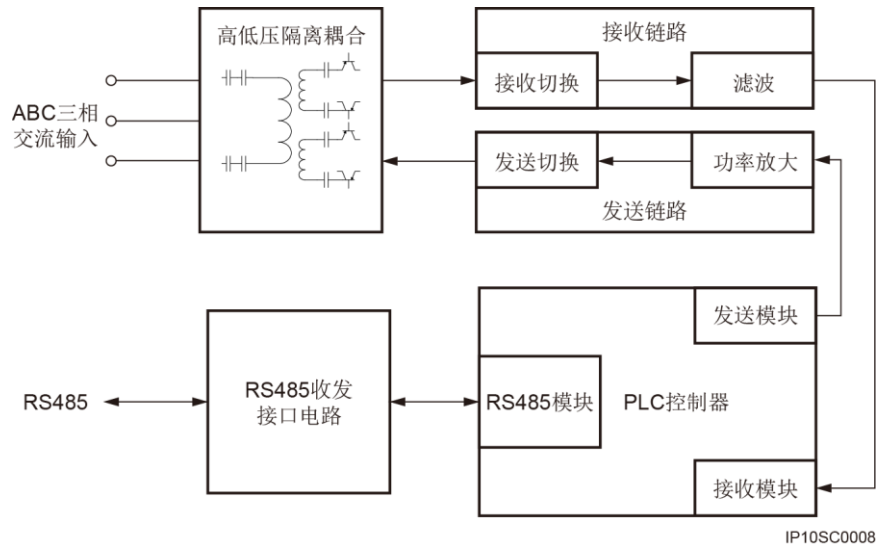 高低压隔离耦合
接收链路
接收切换
滤波
ABC三相
交流输入
发送切换
功率放大
发送链路
发送模块
RS485
RS485收发
接口电路
RS485模块
PLC控制器
接收模块
IP10SC0008